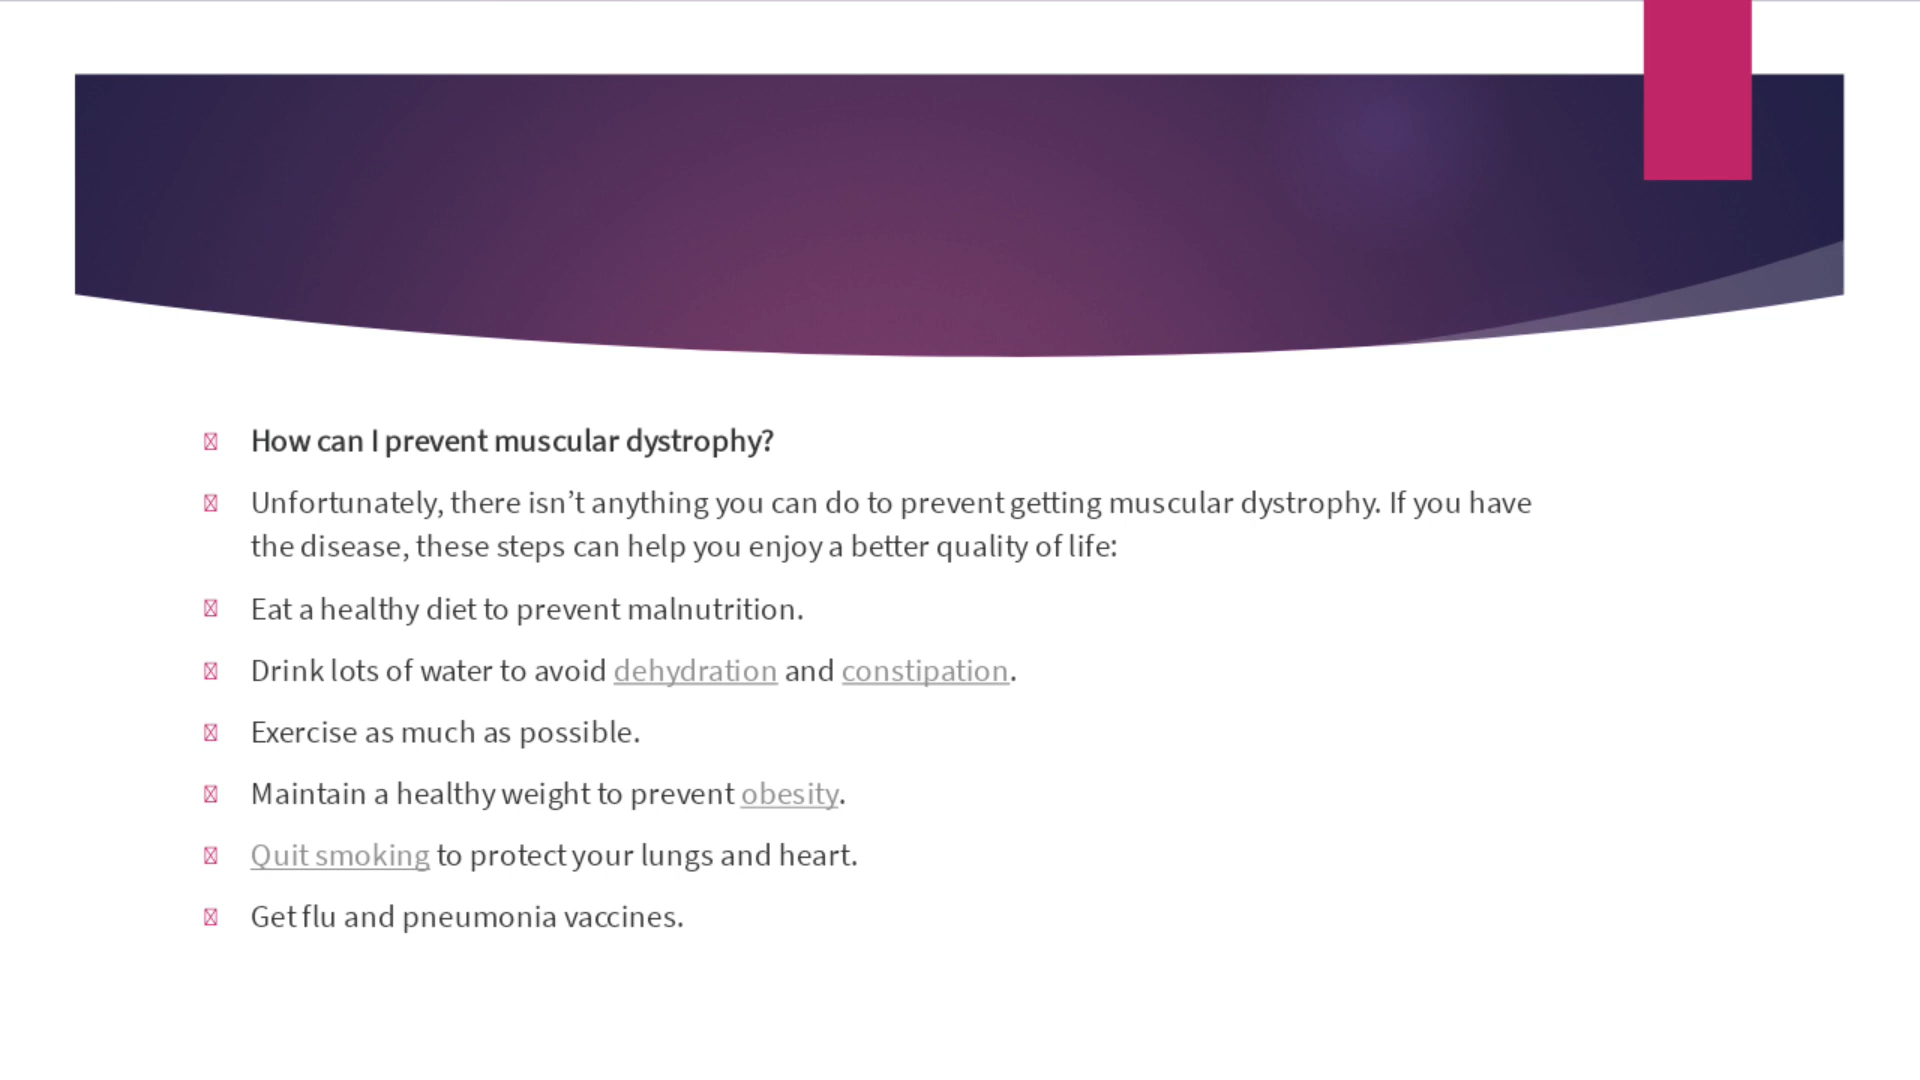 How can I prevent muscular dystrophy?
Unfortunately, there isn’t anything you can do to prevent getting muscular dystrophy. If you have
the disease, these steps can help you enjoy a better quality of life:
Eat a healthy diet to prevent malnutrition.
Drink lots of water to avoid dehydration and constipation.
Exercise as much as possible.
Maintain a healthy weight to prevent obesity.
Quit smoking to protect your lungs and heart.
Get flu and pneumonia vaccines.